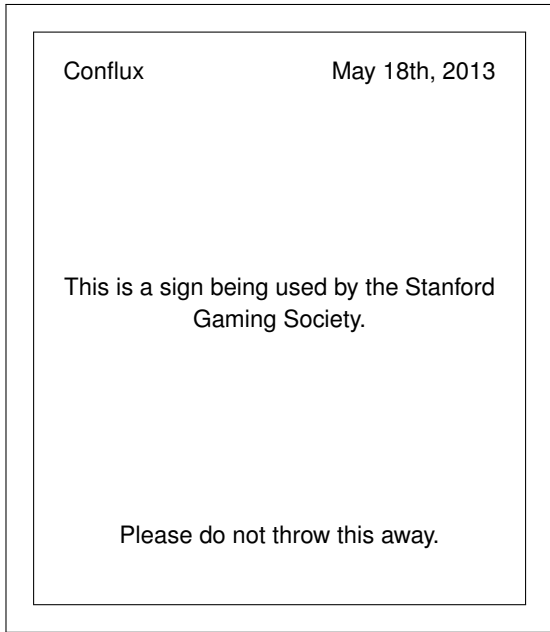 Conflux May 18th, 2013
This is a sign being used by the Stanford
Gaming Society.
Please do not throw this away.